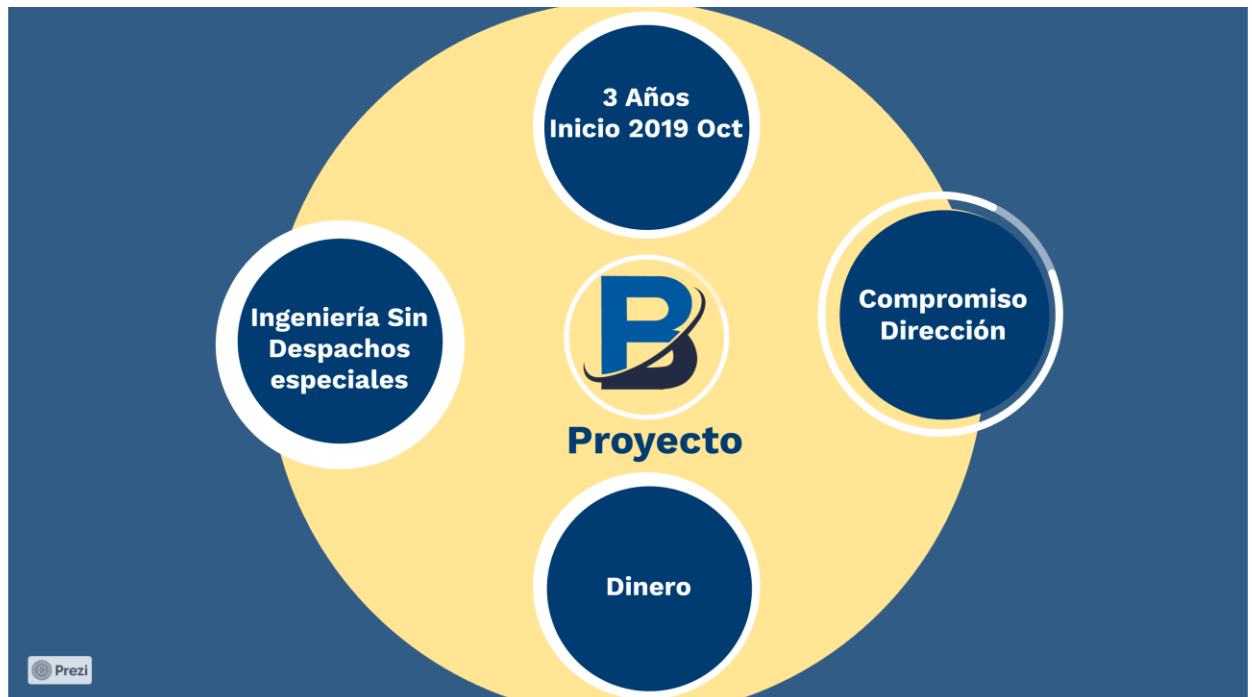 3 Años
Inicio 2019 Oct
Compromiso
Dirección
Ingeniería Sin
Despachos
especiales
B
Proyecto
Dinero
Prezi